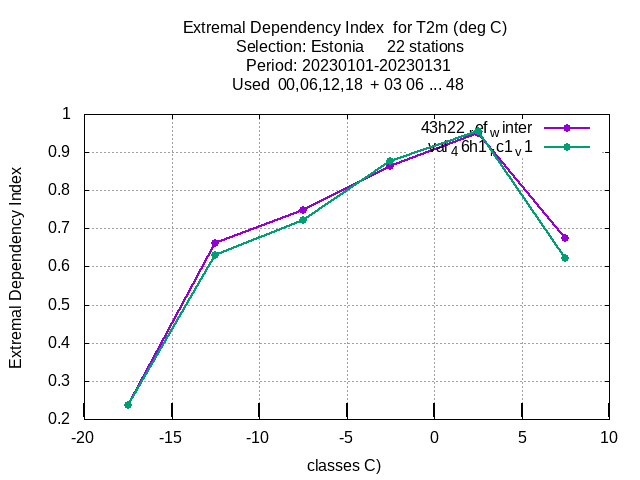 Extremal Dependency Index for T2m (deg C)
Selection: Estonia 22 stations
Period: 20230101-20230131
Used 00,06,12,18 + 03 06 ... 48
43h22_ref_winter
1
0.9
0.8
0.7
0.6
0.5
0.4
0.3
0.2
Extremal Dependency Index
-20 -15 -10 -5 0 5 10
classes C)